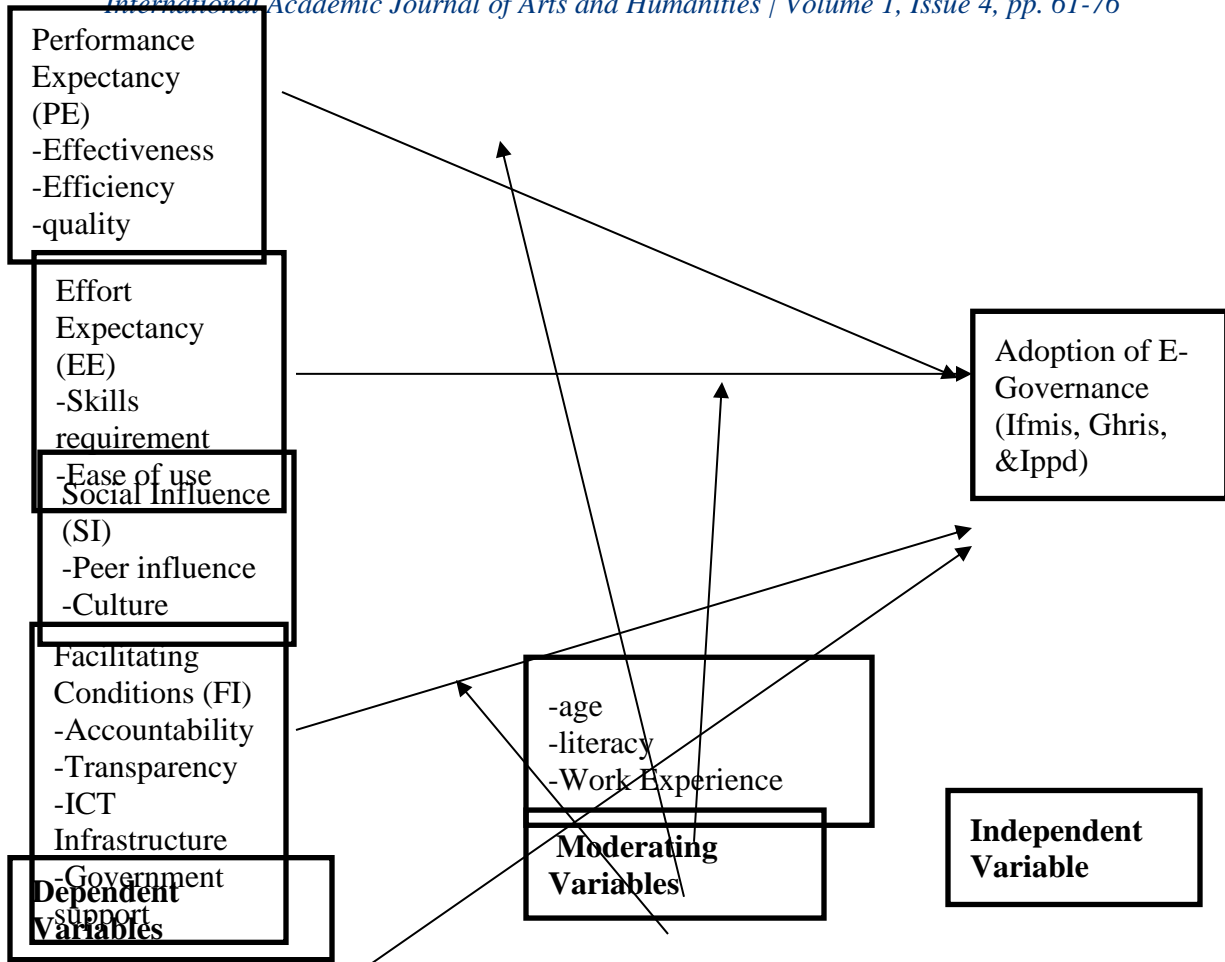 International Academic Journal of Arts and Humanities | Volume 1, Issue 4, pp. 61-76
Performance
Expectancy
(PE)
-Effectiveness
-Efficiency
-quality
Effort
Expectancy
(EE)
-Skills
requirement
-Ease of use
Social Influence
(SI)
-Peer influence
-Culture
Facilitating
Conditions (FI)
-Accountability
-Transparency
-ICT
Infrastructure
-Government
support
Dependent
Variables
-age
-literacy
-Work Experience
Moderating
Variables
Adoption of E-
Governance
(Ifmis, Ghris,
&Ippd)
Independent
Variable